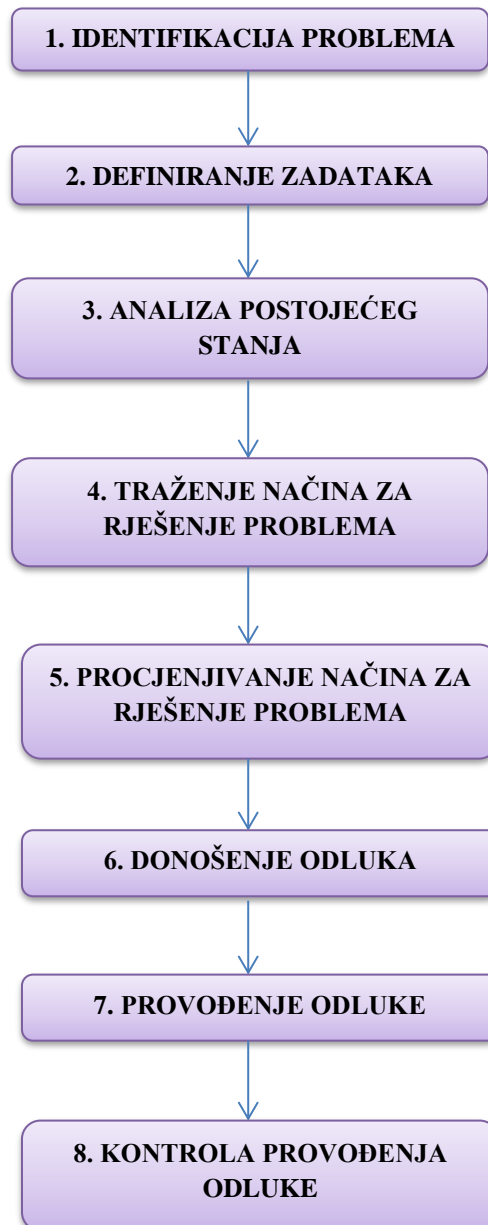 1. IDENTIFIKACIJA PROBLEMA
2. DEFINIRANJE ZADATAKA
3. ANALIZA POSTOJEĆEG
STANJA
4. TRAŽENJE NAČINA ZA
RJEŠENJE PROBLEMA
5. PROCJENJIVANJE NAČINA ZA
RJEŠENJE PROBLEMA
6. DONOŠENJE ODLUKA
7. PROVOĐENJE ODLUKE
8. KONTROLA PROVOĐENJA
ODLUKE